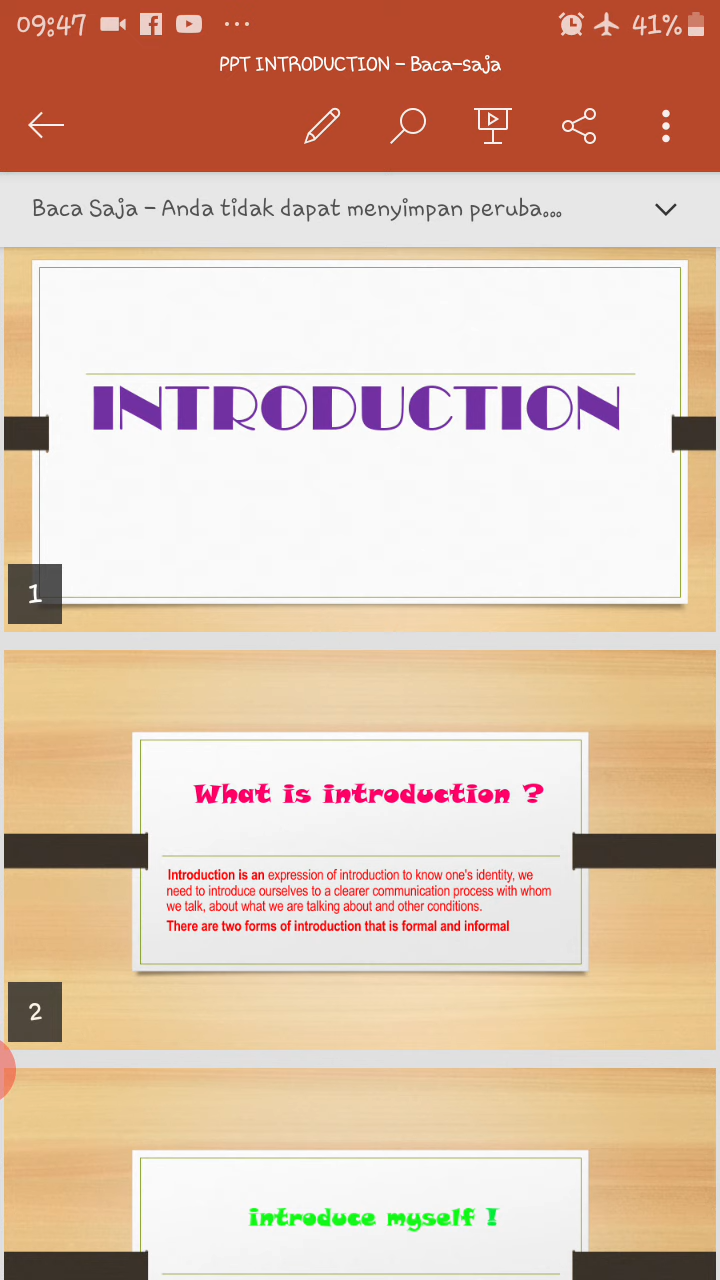 09:47
41%
PPT INTRODUCTION - Baca-saja
Baca Saja - Anda tidak dapat menyimpan peruba...
INTRODUCTION
1
What is introduction ?
Introduction is an expression of introduction to know one's identity, we
need to introduce ourselves to a clearer communication process with whom
we talk, about what we are talking about and other conditions.
There are two forms of introduction that is formal and informal
2
introduce myself !